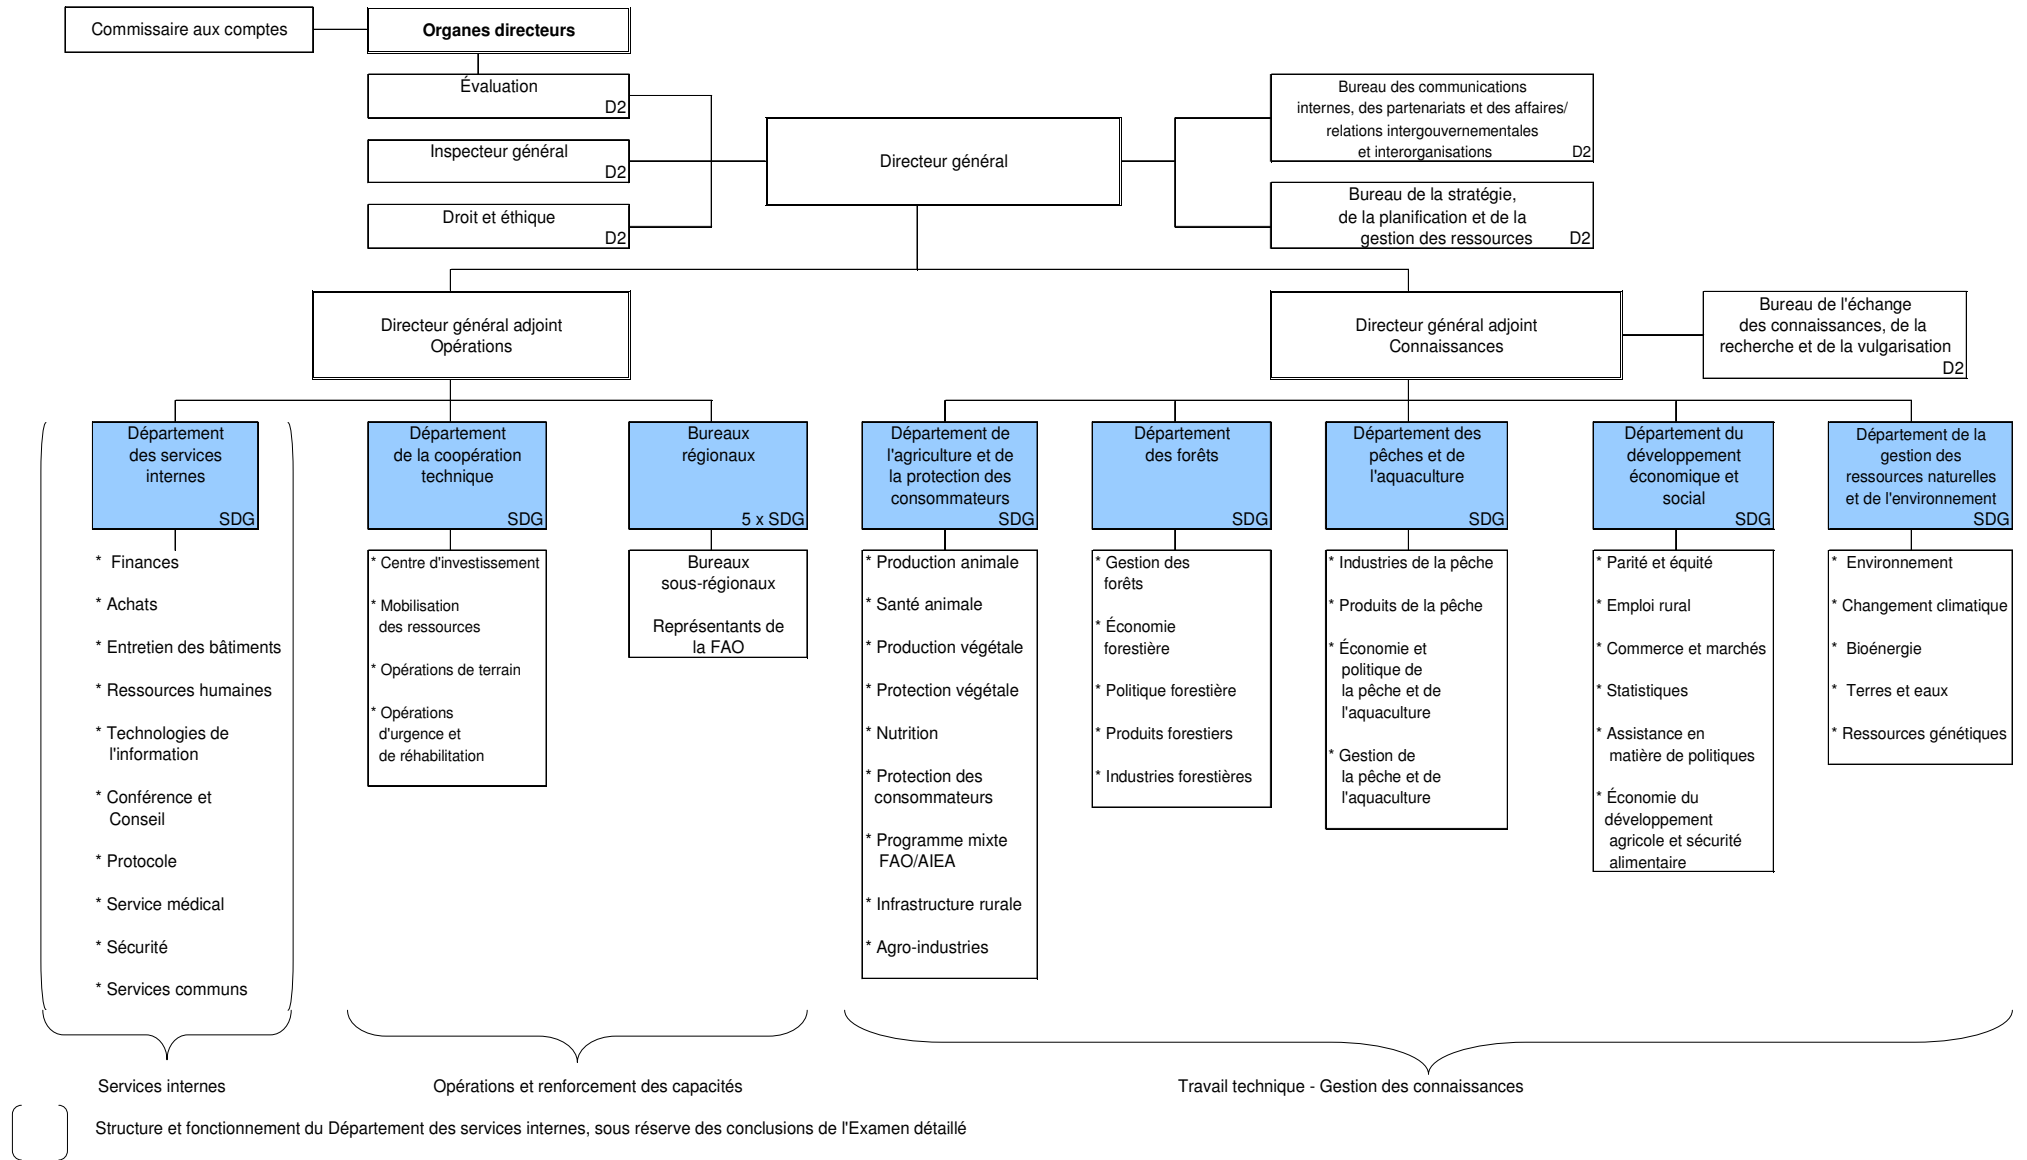 Commissaire aux comptes
Organes directeurs
Évaluation
D2
Inspecteur général
D2
Droit et éthique
D2
Directeur général
Bureau des communications
internes, des partenariats et des affaires/
relations intergouvernementales
et interorganisations D2
Bureau de la stratégie,
de la planification et de la
gestion des ressources D2
Directeur général adjoint
Opérations
Directeur général adjoint
Connaissances
Bureau de l'échange
des connaissances, de la
recherche et de la vulgarisation
D2
Département
des services
internes
SDG
* Finances
* Achats
* Entretien des bâtiments
* Ressources humaines
* Technologies de
l'information
* Conférence et
Conseil
* Protocole
* Service médical
* Sécurité
* Services communs
Département
de la coopération
technique
SDG
* Centre d'investissement
* Mobilisation
des ressources
* Opérations de terrain
* Opérations
d'urgence et
de réhabilitation
Bureaux
régionaux
5 x SDG
Bureaux
sous-régionaux
Représentants de
la FAO
Département de
l'agriculture et de
la protection des
consommateurs
SDG
* Production animale
* Santé animale
* Production végétale
* Protection végétale
* Nutrition
* Protection des
consommateurs
* Programme mixte
FAO/AIEA
* Infrastructure rurale
* Agro-industries
Département
des forêts
SDG
* Gestion des
forêts
* Économie
forestière
* Politique forestière
* Produits forestiers
* Industries forestières
Département des
pêches et de
l'aquaculture
SDG
* Industries de la pêche
* Produits de la pêche
* Économie et
politique de
la pêche et de
l'aquaculture
* Gestion de
la pêche et de
l'aquaculture
Département du
développement
économique et
social
SDG
* Parité et équité
* Emploi rural
* Commerce et marchés
* Statistiques
* Assistance en
matière de politiques
* Économie du
développement
agricole et sécurité
alimentaire
Département de la
gestion des
ressources naturelles
et de l'environnement
SDG
* Environnement
* Changement climatique
* Bioénergie
* Terres et eaux
* Ressources génétiques
Services internes
Opérations et renforcement des capacités
Travail technique - Gestion des connaissances
Structure et fonctionnement du Département des services internes, sous réserve des conclusions de l'Examen détaillé